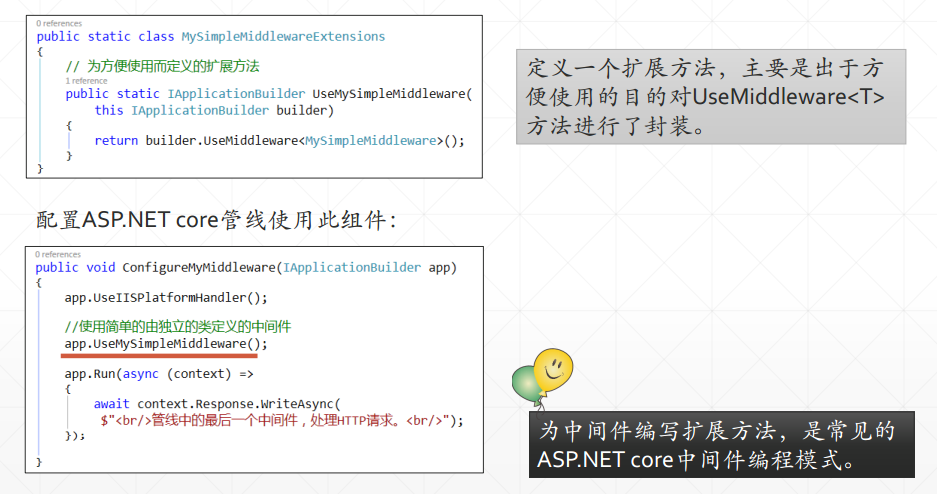 0 references
public static class MySimpleMiddlewareExtensions
{
// 为方便使用而定义的扩展方法
1 reference
public static IApplicationBuilder UseMySimpleMiddleware(
this IApplicationBuilder builder)
{
return builder.UseMiddleware<MySimpleMiddleware>();
}
}
定义一个扩展方法，主要是出于方
便使用的目的对UseMiddleware<T>
方法进行了封装。
配置ASP.NET core管线使用此组件：
0 references
public void ConfigureMyMiddleware(IApplicationBuilder app)
{
app.UseIISPlatformHandler();
//使用简单的由独立的类定义的中间件
app.UseMySimpleMiddleware();
app.Run(async (context) =>
{
await context.Response.WriteAsync(
$"<br/>管线中的最后一个中间件，处理HTTP请求。<br/>");
});
}
为中间件编写扩展方法，是常见的
ASP.NET core中间件编程模式。